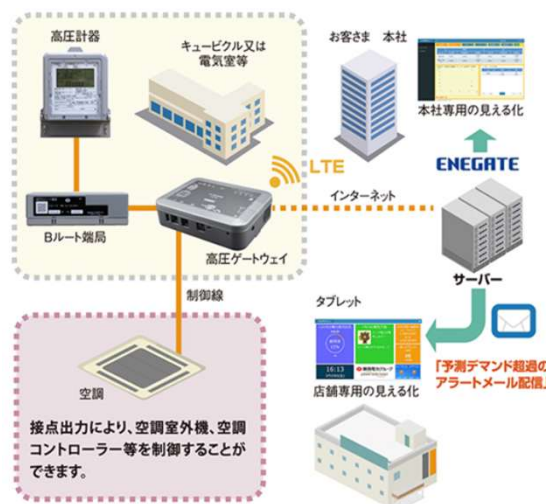 高圧計器
キュービクル又は
電気室等
お客さま 本社
本社専用の見える化
LTE
ENEGATE
インターネット
Bルート端局
高圧ゲートウェイ
サーバー
制御線
タブレット
16:13
空調
店舗専用の見える化
「予測デマンド超過の
アラートメール配信」
接点出力により、空調室外機、空調
コントローラー等を制御することが
できます。